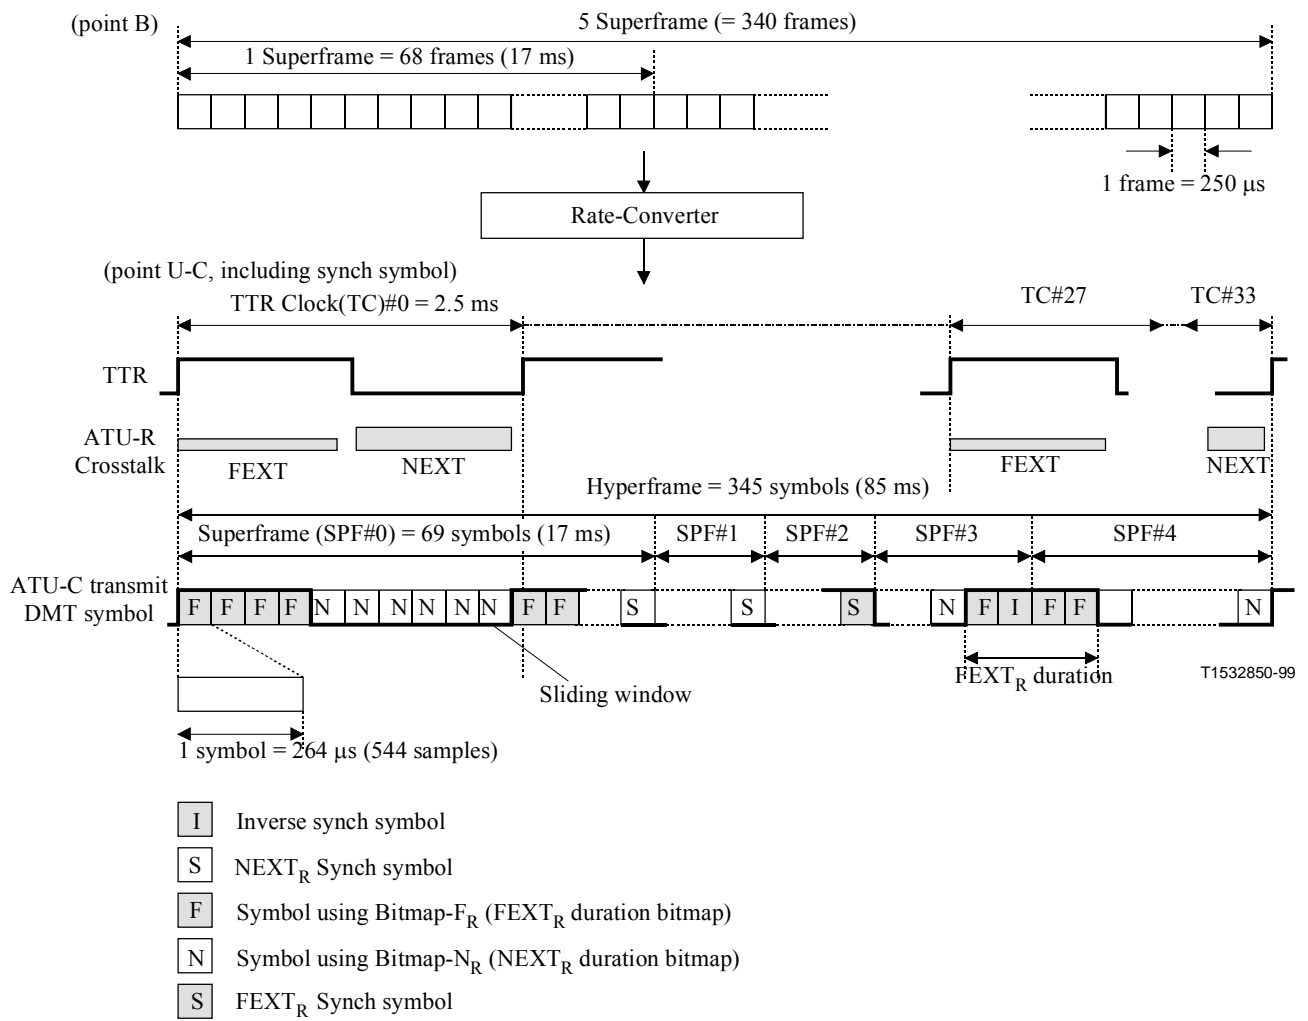 (point B)
5 Superframe (= 340 frames)
1 Superframe = 68 frames (17 ms)
1 frame = 250 μs
Rate-Converter
(point U-C, including synch symbol)
TTR Clock(TC)#0 = 2.5 ms
TC#27
TC#33
TTR
ATU-R
Crosstalk
FEXT
NEXT
FEXT
NEXT
Hyperframe = 345 symbols (85 ms)
Superframe (SPF#0) = 69 symbols (17 ms)
SPF#1
SPF#2
SPF#3
SPF#4
ATU-C transmit
DMT symbol
F F F F N N N N N N F F S S S N F I F F N
FEXTR duration
T1532850-99
Sliding window
1 symbol = 264 μs (544 samples)
I Inverse synch symbol
S NEXTR Synch symbol
F Symbol using Bitmap-FR (FEXTR duration bitmap)
N Symbol using Bitmap-NR (NEXTR duration bitmap)
S FEXTR Synch symbol